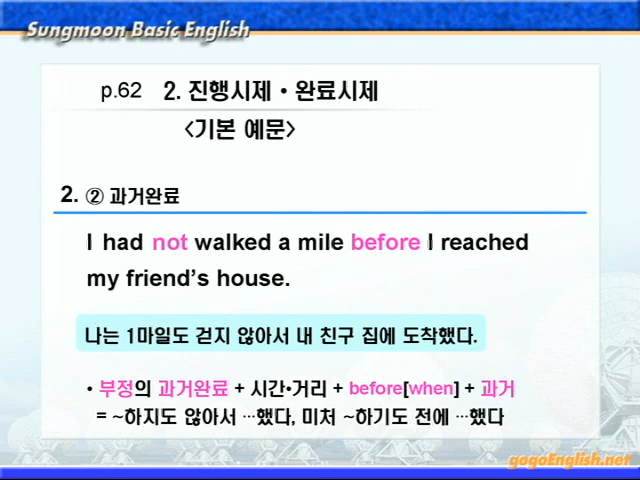 Sungmoon Basic English
p.62 2. 진행시제 • 완료시제
<기본 예문>
2. ② 과거완료
I had not walked a mile before I reached
my friend's house.
나는 1마일도 걷지 않아서 내 친구 집에 도착했다.
• 부정의 과거완료 + 시간•거리 + before[when] + 과거
= ~하지도 않아서 …했다, 미처 ~하기도 전에 …했다
gogoEnglish.net